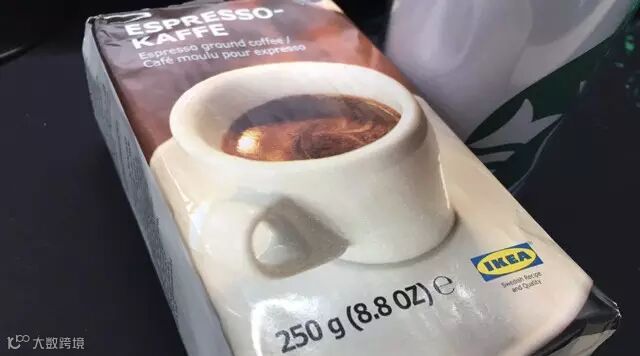 ESPRESSO-
KAFFE
Espresso ground coffee /
Café moulu pour expresso
IKEA
Swedish Recipe
and Quality
250 g (8.8 OZ) ℮
大数跨境